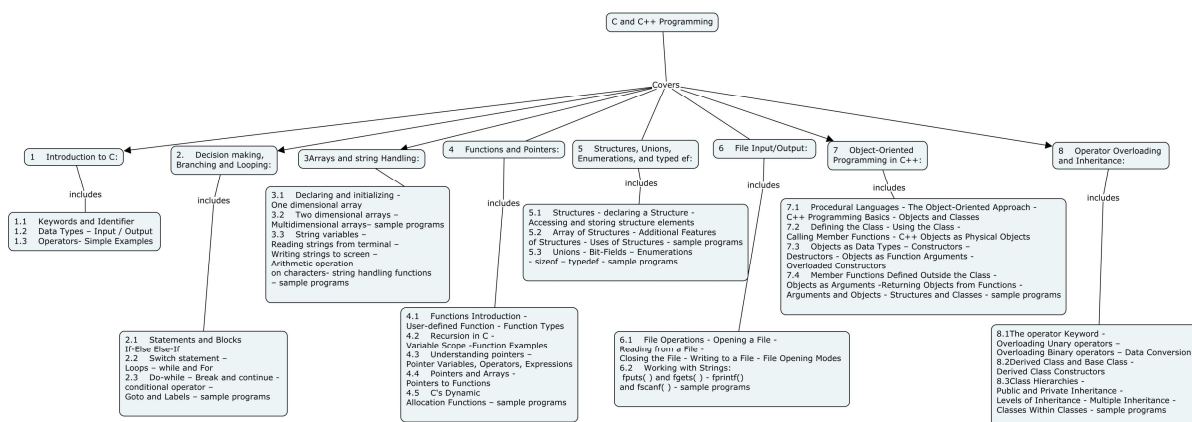 C and C++ Programming
Covers
1 Introduction to C:
includes
1.1 Keywords and Identifier
1.2 Data Types – Input / Output
1.3 Operators- Simple Examples
2. Decision making,
Branching and Looping:
includes
2.1 Statements and Blocks
If-Else Else-If
2.2 Switch statement –
Loops – while and For
2.3 Do-while – Break and continue -
conditional operator –
Goto and Labels – sample programs
3Arrays and string Handling:
3.1 Declaring and initializing -
One dimensional array
3.2 Two dimensional arrays –
Multidimensional arrays– sample programs
3.3 String variables –
Reading strings from terminal –
Writing strings to screen –
Arithmetic operation
on characters- string handling functions
– sample programs
4 Functions and Pointers:
includes
4.1 Functions Introduction -
User-defined Function - Function Types
4.2 Recursion in C -
Variable Scope -Function Examples
4.3 Understanding pointers –
Pointer Variables, Operators, Expressions
4.4 Pointers and Arrays -
Pointers to Functions
4.5 C's Dynamic
Allocation Functions – sample programs
5 Structures, Unions,
Enumerations, and typed ef:
includes
5.1 Structures - declaring a Structure -
Accessing and storing structure elements
5.2 Array of Structures - Additional Features
of Structures - Uses of Structures - sample programs
5.3 Unions - Bit-Fields – Enumerations
- sizeof – typedef - sample programs
6 File Input/Output:
includes
6.1 File Operations - Opening a File -
Reading from a File -
Closing the File - Writing to a File - File Opening Modes
6.2 Working with Strings:
fputs( ) and fgets( ) - fprintf()
and fscanf( ) - sample programs
7 Object-Oriented
Programming in C++:
includes
7.1 Procedural Languages - The Object-Oriented Approach -
C++ Programming Basics - Objects and Classes
7.2 Defining the Class - Using the Class -
Calling Member Functions - C++ Objects as Physical Objects
7.3 Objects as Data Types – Constructors –
Destructors - Objects as Function Arguments -
Overloaded Constructors
7.4 Member Functions Defined Outside the Class -
Objects as Arguments -Returning Objects from Functions -
Arguments and Objects - Structures and Classes - sample programs
8 Operator Overloading
and Inheritance:
includes
8.1The operator Keyword -
Overloading Unary operators –
Overloading Binary operators – Data Conversion
8.2Derived Class and Base Class -
Derived Class Constructors
8.3Class Hierarchies -
Public and Private Inheritance -
Levels of Inheritance - Multiple Inheritance -
Classes Within Classes - sample programs